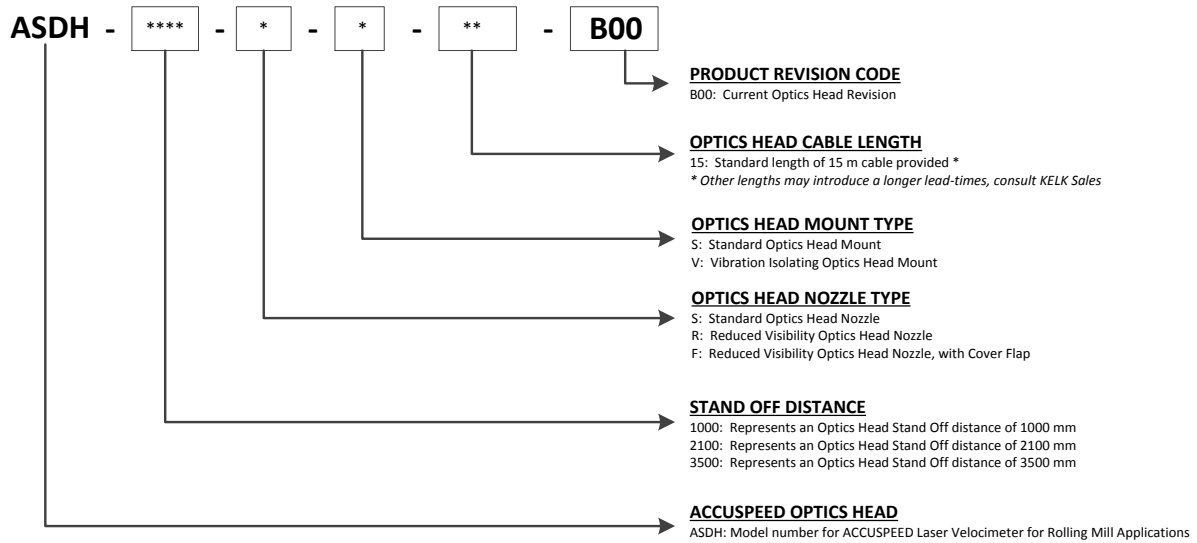 ASDH - **** - * - * - ** - B00
PRODUCT REVISION CODE
B00: Current Optics Head Revision
OPTICS HEAD CABLE LENGTH
15: Standard length of 15 m cable provided *
* Other lengths may introduce a longer lead-times, consult KELK Sales
OPTICS HEAD MOUNT TYPE
S: Standard Optics Head Mount
V: Vibration Isolating Optics Head Mount
OPTICS HEAD NOZZLE TYPE
S: Standard Optics Head Nozzle
R: Reduced Visibility Optics Head Nozzle
F: Reduced Visibility Optics Head Nozzle, with Cover Flap
STAND OFF DISTANCE
1000: Represents an Optics Head Stand Off distance of 1000 mm
2100: Represents an Optics Head Stand Off distance of 2100 mm
3500: Represents an Optics Head Stand Off distance of 3500 mm
ACCUSPEED OPTICS HEAD
ASDH: Model number for ACCUSPEED Laser Velocimeter for Rolling Mill Applications